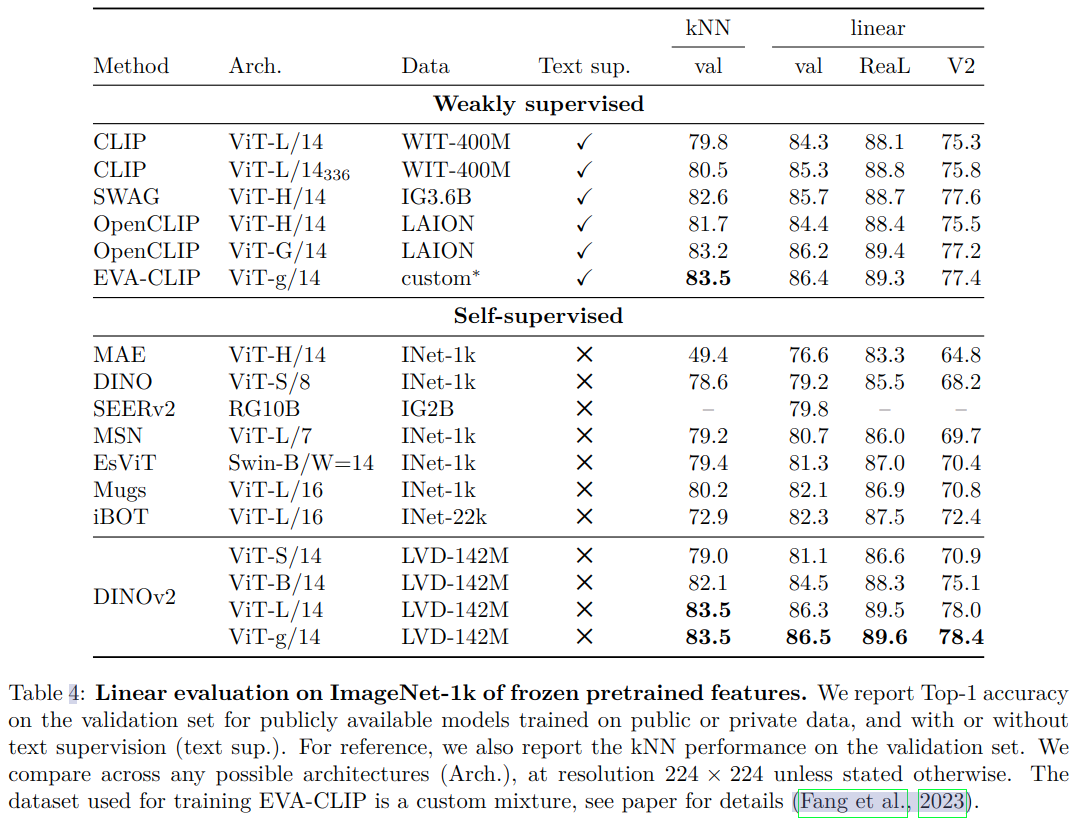 kNN linear
Method Arch. Data Text sup. val val ReaL V2
Weakly supervised
CLIP ViT-L/14 WIT-400M ✓ 79.8 84.3 88.1 75.3
CLIP ViT-L/14336 WIT-400M ✓ 80.5 85.3 88.8 75.8
SWAG ViT-H/14 IG3.6B ✓ 82.6 85.7 88.7 77.6
OpenCLIP ViT-H/14 LAION ✓ 81.7 84.4 88.4 75.5
OpenCLIP ViT-G/14 LAION ✓ 83.2 86.2 89.4 77.2
EVA-CLIP ViT-g/14 custom* ✓ 83.5 86.4 89.3 77.4
Self-supervised
MAE ViT-H/14 INet-1k ✕ 49.4 76.6 83.3 64.8
DINO ViT-S/8 INet-1k ✕ 78.6 79.2 85.5 68.2
SEERv2 RG10B IG2B ✕ – 79.8 – –
MSN ViT-L/7 INet-1k ✕ 79.2 80.7 86.0 69.7
EsViT Swin-B/W=14 INet-1k ✕ 79.4 81.3 87.0 70.4
Mugs ViT-L/16 INet-1k ✕ 80.2 82.1 86.9 70.8
iBOT ViT-L/16 INet-22k ✕ 72.9 82.3 87.5 72.4
DINOv2
ViT-S/14 LVD-142M ✕ 79.0 81.1 86.6 70.9
ViT-B/14 LVD-142M ✕ 82.1 84.5 88.3 75.1
ViT-L/14 LVD-142M ✕ 83.5 86.3 89.5 78.0
ViT-g/14 LVD-142M ✕ 83.5 86.5 89.6 78.4
Table 4: Linear evaluation on ImageNet-1k of frozen pretrained features. We report Top-1 accuracy
on the validation set for publicly available models trained on public or private data, and with or without
text supervision (text sup.). For reference, we also report the kNN performance on the validation set. We
compare across any possible architectures (Arch.), at resolution 224 × 224 unless stated otherwise. The
dataset used for training EVA-CLIP is a custom mixture, see paper for details (Fang et al., 2023).